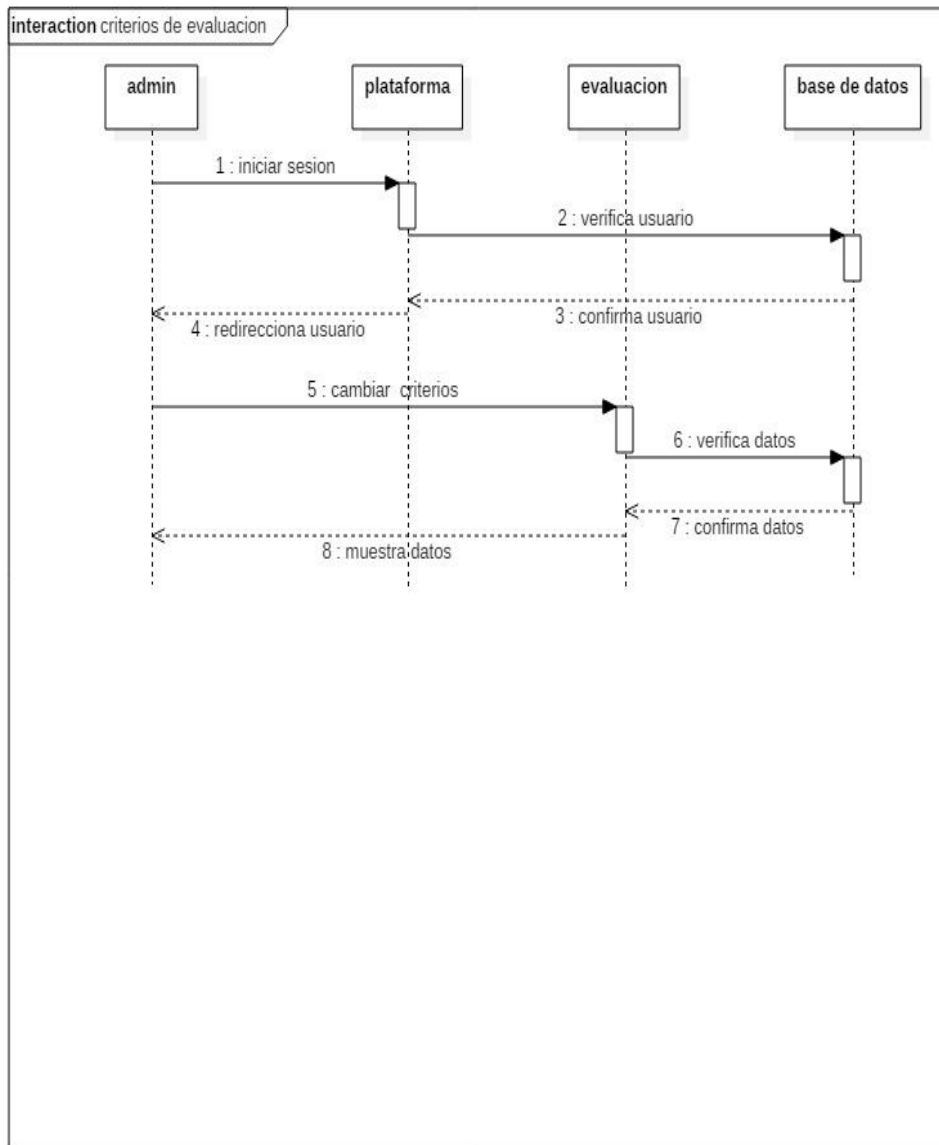 interaction criterios de evaluacion
admin
plataforma
evaluacion
base de datos
1 : iniciar sesion
2 : verifica usuario
3 : confirma usuario
4 : redirecciona usuario
5 : cambiar  criterios
6 : verifica datos
7 : confirma datos
8 : muestra datos